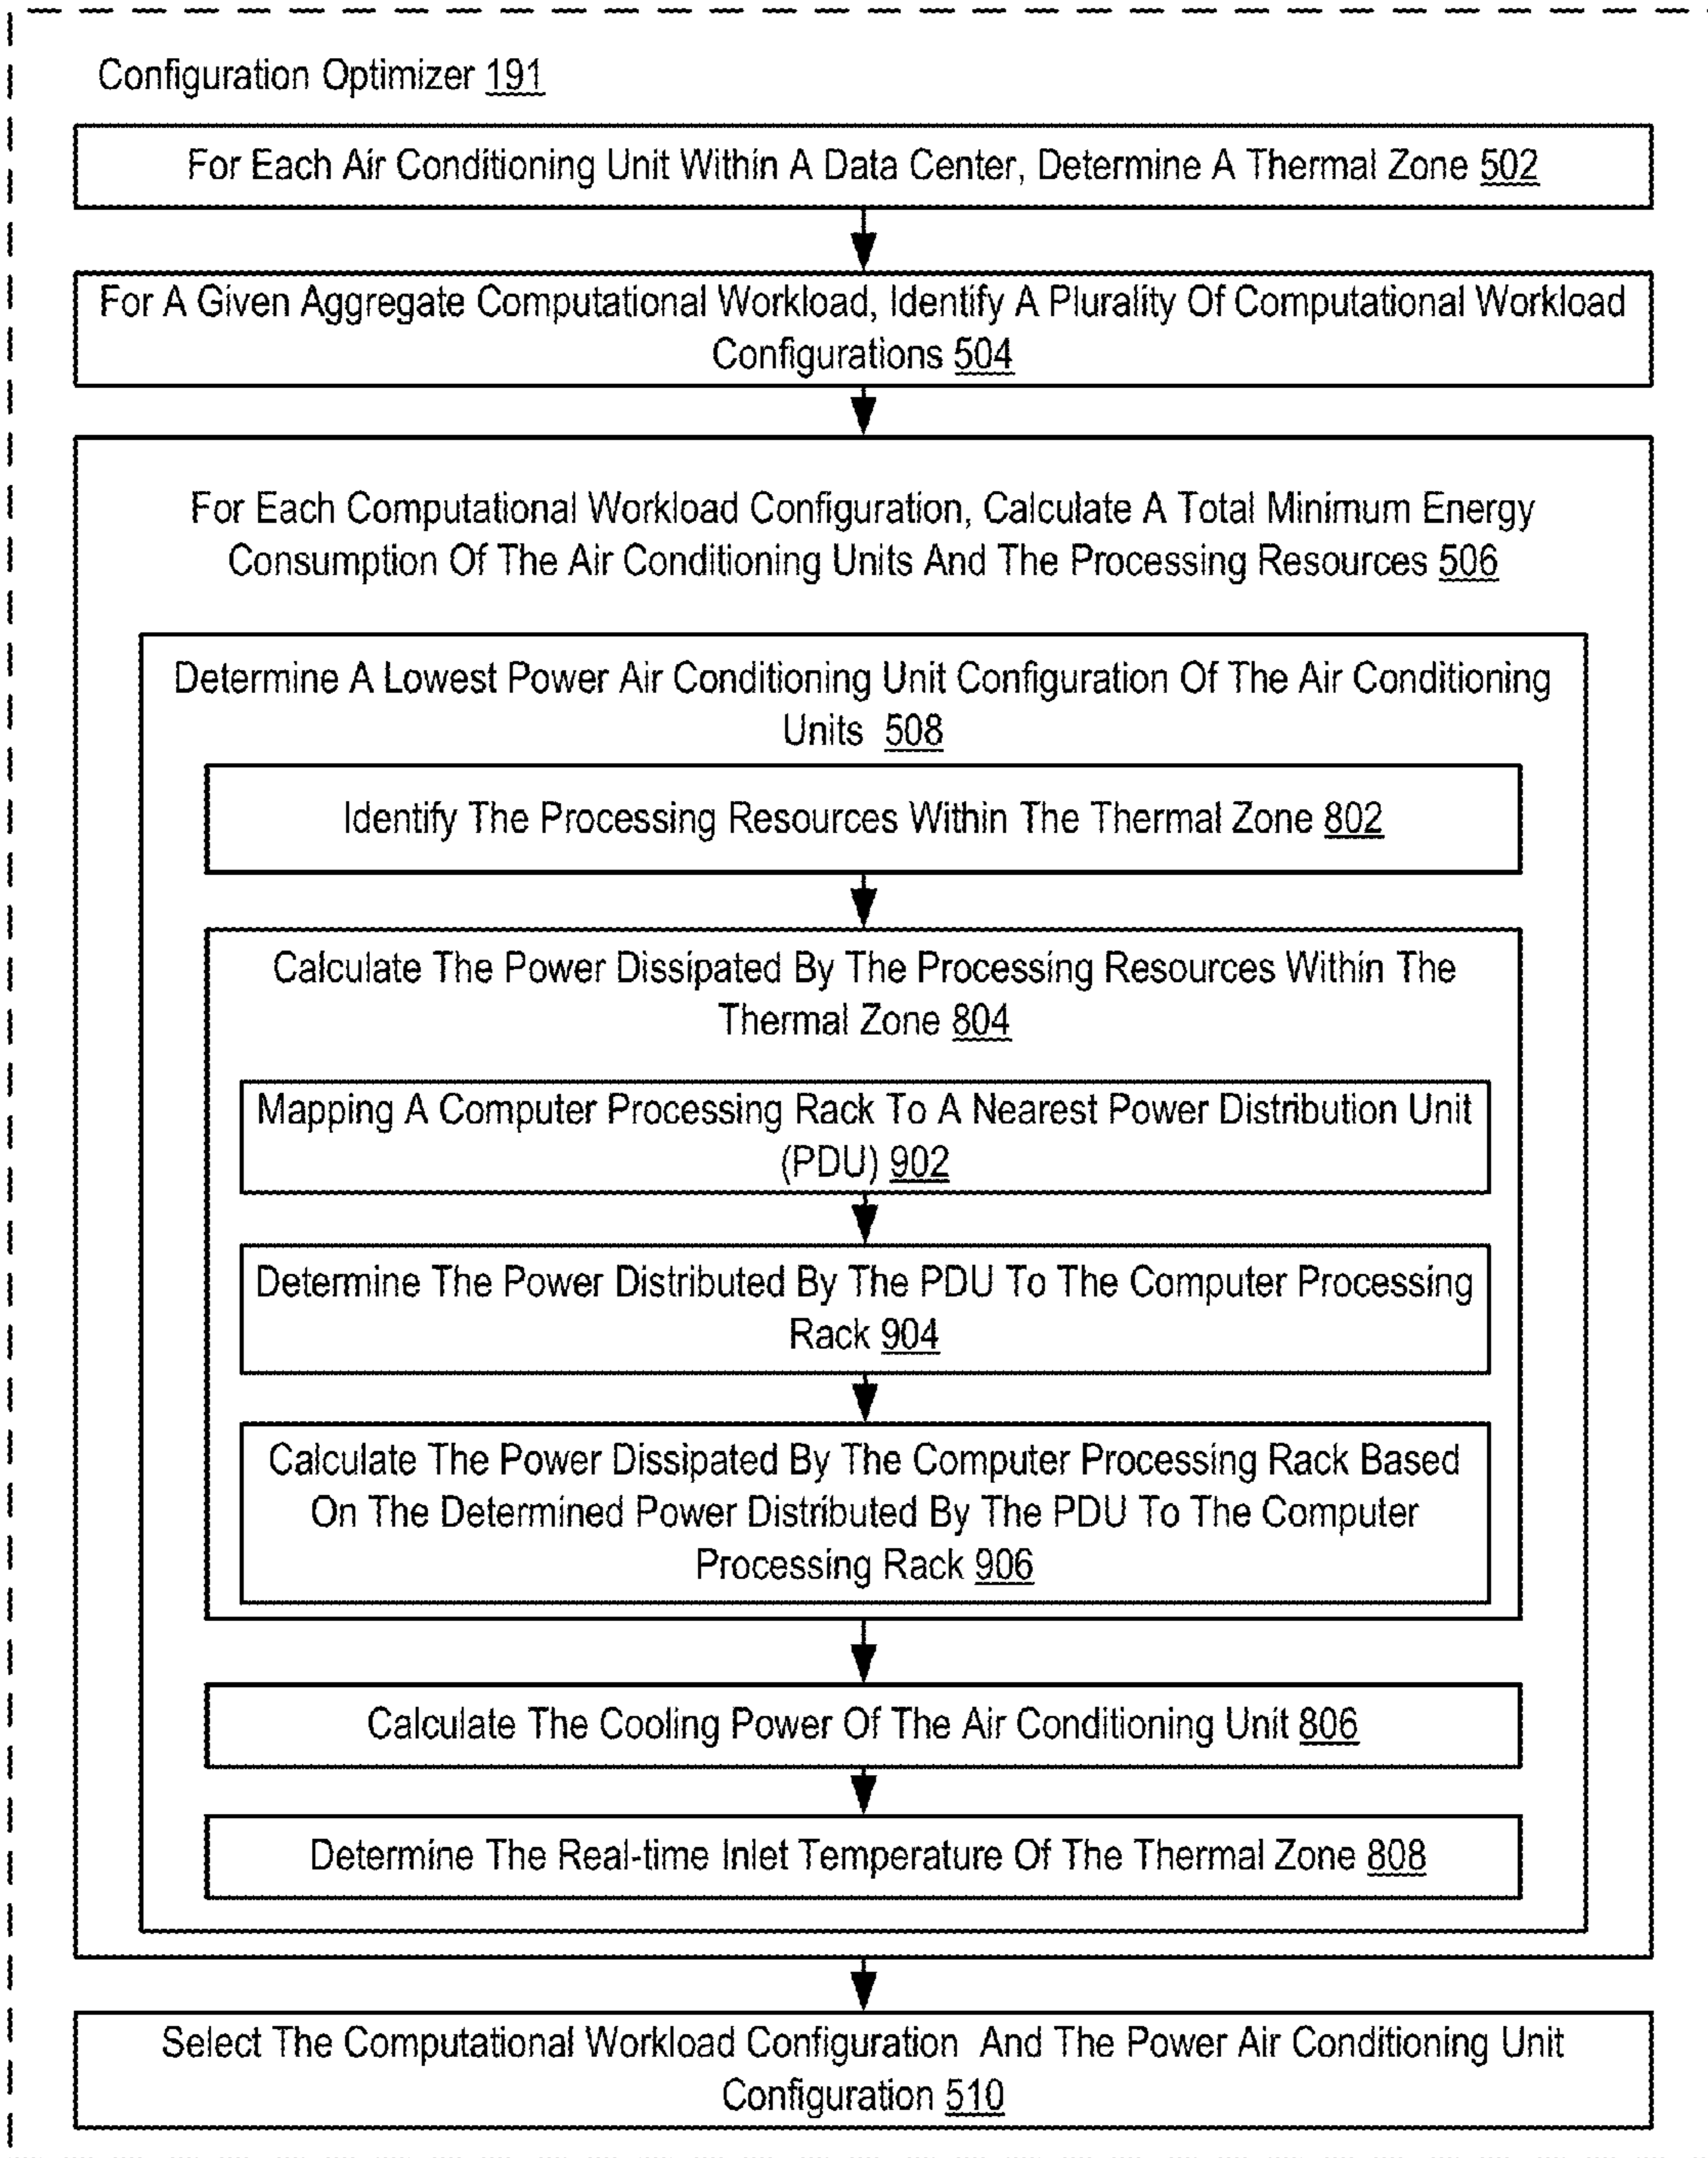 Configuration Optimizer 191
For Each Air Conditioning Unit Within A Data Center, Determine A Thermal Zone 502
For A Given Aggregate Computational Workload, Identify A Plurality Of Computational Workload
Configurations 504
For Each Computational Workload Configuration, Calculate A Total Minimum Energy
Consumption Of The Air Conditioning Units And The Processing Resources 506
Determine A Lowest Power Air Conditioning Unit Configuration Of The Air Conditioning
Units 508
Identify The Processing Resources Within The Thermal Zone 802
Calculate The Power Dissipated By The Processing Resources Within The
Thermal Zone 804
Mapping A Computer Processing Rack To A Nearest Power Distribution Unit
(PDU) 902
Determine The Power Distributed By The PDU To The Computer Processing
Rack 904
Calculate The Power Dissipated By The Computer Processing Rack Based
On The Determined Power Distributed By The PDU To The Computer
Processing Rack 906
Calculate The Cooling Power Of The Air Conditioning Unit 806
Determine The Real-time Inlet Temperature Of The Thermal Zone 808
Select The Computational Workload Configuration And The Power Air Conditioning Unit
Configuration 510